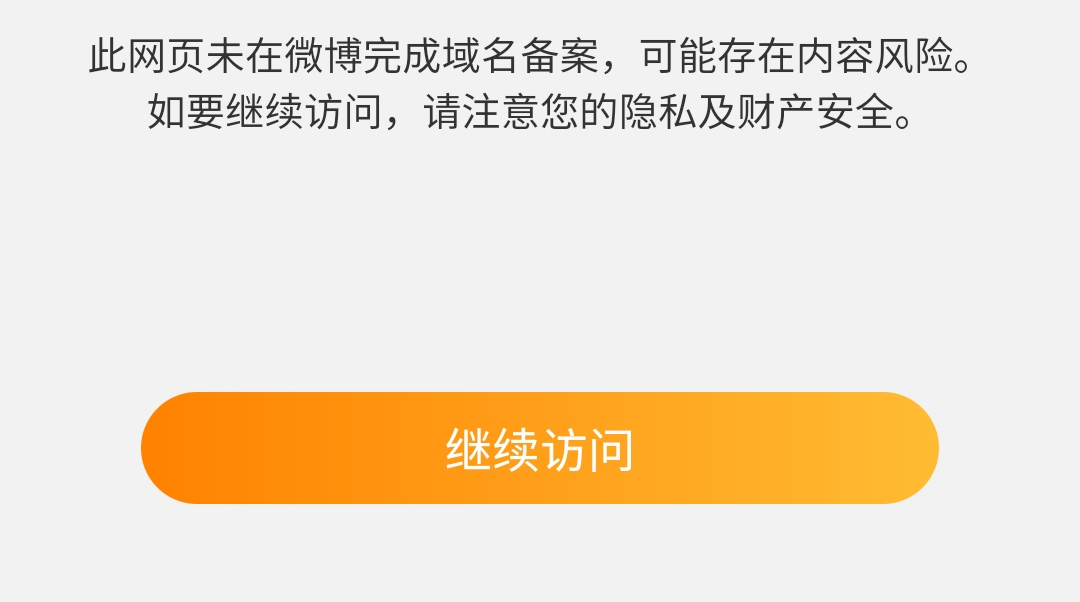 此网页未在微博完成域名备案，可能存在内容风险。
如要继续访问，请注意您的隐私及财产安全。
继续访问